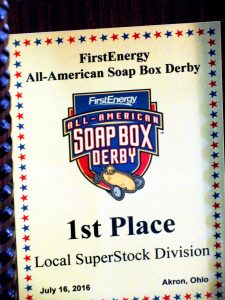 FirstEnergy
All-American Soap Box Derby
FirstEnergy
ALL-AMERICAN
SOAP BOX
DERBY
1st Place
Local SuperStock Division
July 16, 2016
Akron, Ohio